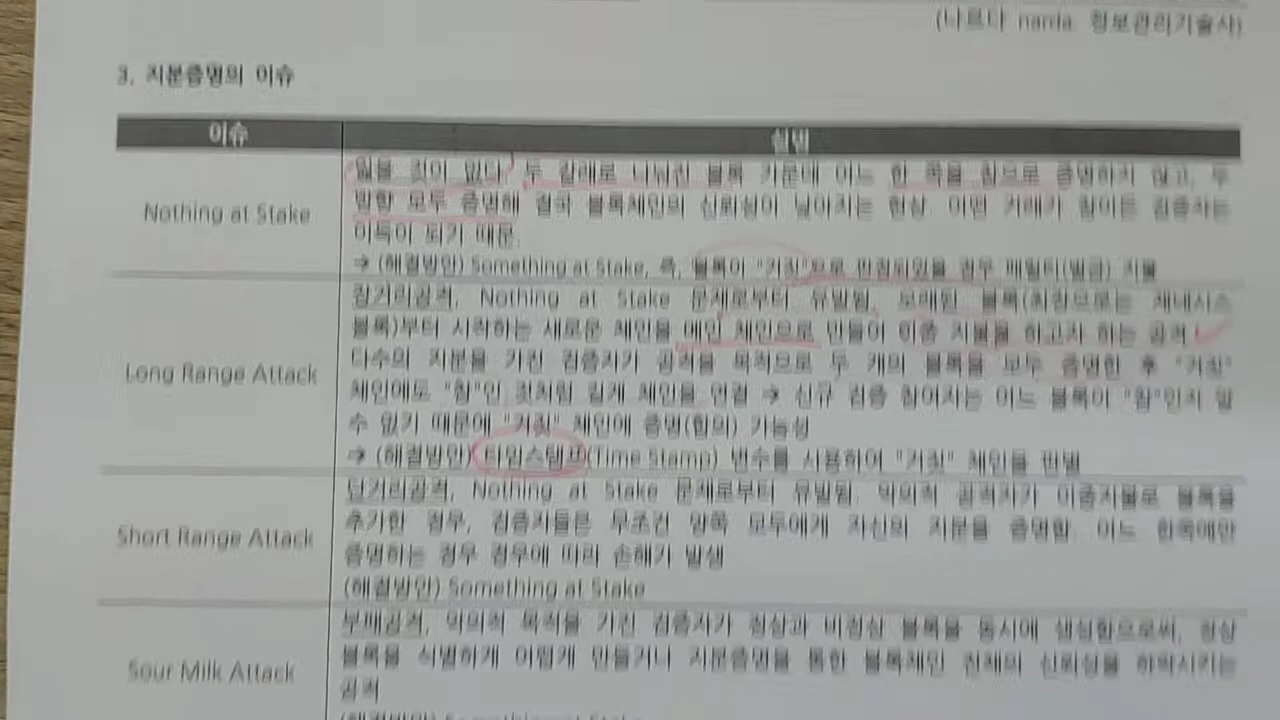 (나르다 narda 정보관리기술사)
3. 지분증명의 이슈
이슈 설명
Nothing at Stake
잃을 것이 없다, 두 갈래로 나눠진 블록 가운데 어느 한 쪽을 참으로 증명하지 않고, 두
방향 모두 증명해 결국 블록체인의 신뢰성이 낮아지는 현상. 어떤 거래가 참이든 검증자는
이득이 되기 때문.
→ (해결방안) Something at Stake, 즉, 블록이 "거짓"으로 판정되었을 경우 패널티(벌금) 지불
Long Range Attack
장거리공격, Nothing at Stake 문제로부터 유발됨, 오래된 블록(최장으로는 제네시스
블록)부터 시작하는 새로운 체인을 메인 체인으로 만들어 이중 지불을 하고자 하는 공격
다수의 지분을 가진 검증자가 공격을 목적으로 두 개의 블록을 모두 증명한 후 "거짓"
체인에도 "참"인 것처럼 길게 체인을 연결 → 신규 검증 참여자는 어느 블록이 "참"인지 알
수 없기 때문에 "거짓" 체인에 증명(합의) 가능성
→ (해결방안) 타임스탬프(Time Stamp) 변수를 사용하여 "거짓" 체인을 판별
Short Range Attack
단거리공격, Nothing at Stake 문제로부터 유발됨. 악의적 공격자가 이중지불로 블록을
추가한 경우, 검증자들은 무조건 양쪽 모두에게 자신의 지분을 증명함. 어느 한쪽에만
증명하는 경우 경우에 따라 손해가 발생
(해결방안) Something at Stake
Sour Milk Attack
부패공격, 악의적 목적을 가진 검증자가 정상과 비정상 블록을 동시에 생성함으로써, 정상
블록을 식별하게 어렵게 만들거나 지분증명을 통한 블록체인 전체의 신뢰성을 하락시키는
공격
(해결방안) Something at Stake